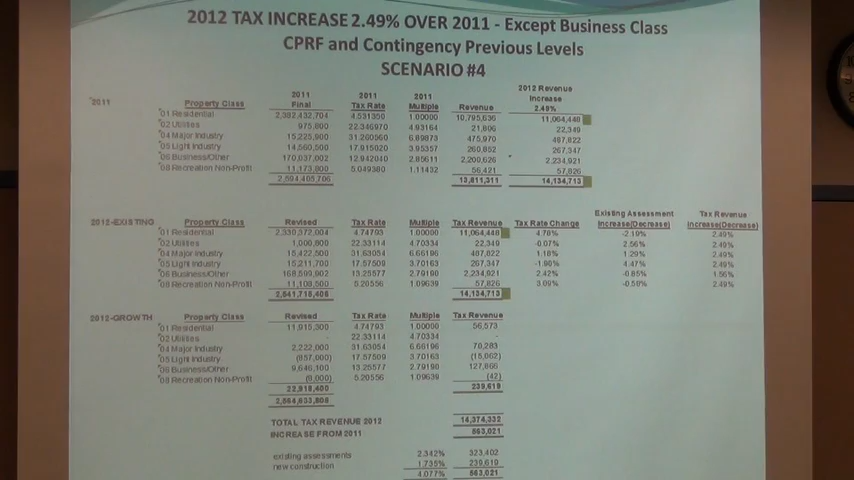 2012 TAX INCREASE 2.49% OVER 2011 - Except Business Class
CPRF and Contingency Previous Levels
SCENARIO #4
2011 Property Class 2011 Final 2011 Tax Rate 2011 Multiple Revenue 2012 Revenue Increase 2.49%
'01 Residential 2,382,432,704 4.531350 1.00000 10,795,636 11,064,448
'02 Utilities 975,800 22.346970 4.93164 21,806 22,349
'04 Major Industry 15,225,900 31.260560 6.89873 475,970 487,822
'05 Light Industry 14,560,500 17.915020 3.95357 260,852 267,347
'06 Business/Other 170,037,002 12.942040 2.85611 2,200,626 2,234,921
'08 Recreation Non-Profit 11,173,800 5.049380 1.11432 56,421 57,826
2,594,405,706 13,811,311 14,134,713
2012-EXISTING Property Class Revised Tax Rate Multiple Tax Revenue Tax Rate Change Existing Assessment Increase(Decrease) Tax Revenue Increase(Decrease)
'01 Residential 2,330,372,004 4.74793 1.00000 11,064,448 4.78% -2.19% 2.49%
'02 Utilities 1,000,800 22.33114 4.70334 22,349 -0.07% 2.56% 2.49%
'04 Major Industry 15,422,500 31.63054 6.66196 487,822 1.18% 1.29% 2.49%
'05 Light Industry 15,211,700 17.57509 3.70163 267,347 -1.90% 4.47% 2.49%
'06 Business/Other 168,599,902 13.25577 2.79190 2,234,921 2.42% -0.85% 1.56%
'08 Recreation Non-Profit 11,108,500 5.20556 1.09639 57,826 3.09% -0.58% 2.49%
2,541,715,406 14,134,713
2012-GROWTH Property Class Revised Tax Rate Multiple Tax Revenue
'01 Residential 11,915,300 4.74793 1.00000 56,573
'02 Utilities 22.33114 4.70334
'04 Major Industry 2,222,000 31.63054 6.66196 70,283
'05 Light Industry (857,000) 17.57509 3.70163 (15,062)
'06 Business/Other 9,646,100 13.25577 2.79190 127,866
'08 Recreation Non-Profit (8,000) 5.20556 1.09639 (42)
22,918,400 239,619
2,564,633,806
TOTAL TAX REVENUE 2012 14,374,332
INCREASE FROM 2011 563,021
existing assessments 2.342% 323,402
new construction 1.735% 239,619
4.077% 563,021